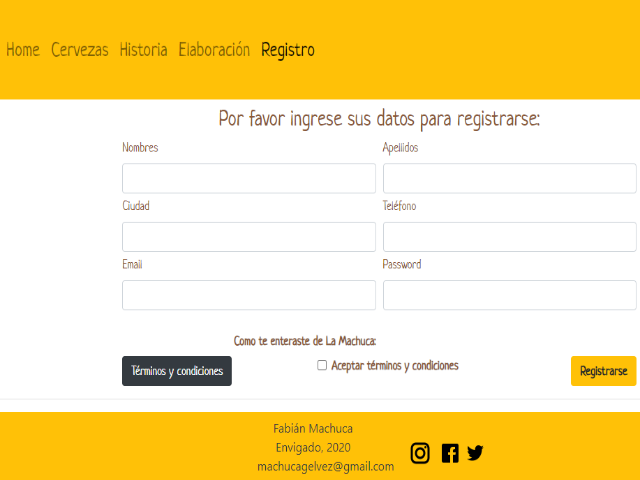 Home Cervezas Historia Elaboración Registro
Por favor ingrese sus datos para registrarse:
Nombres Apellidos
Ciudad Teléfono
Email Password
Como te enteraste de La Machuca:
Términos y condiciones Aceptar términos y condiciones Registrarse
Fabián Machuca
Envigado, 2020
machucagelvez@gmail.com